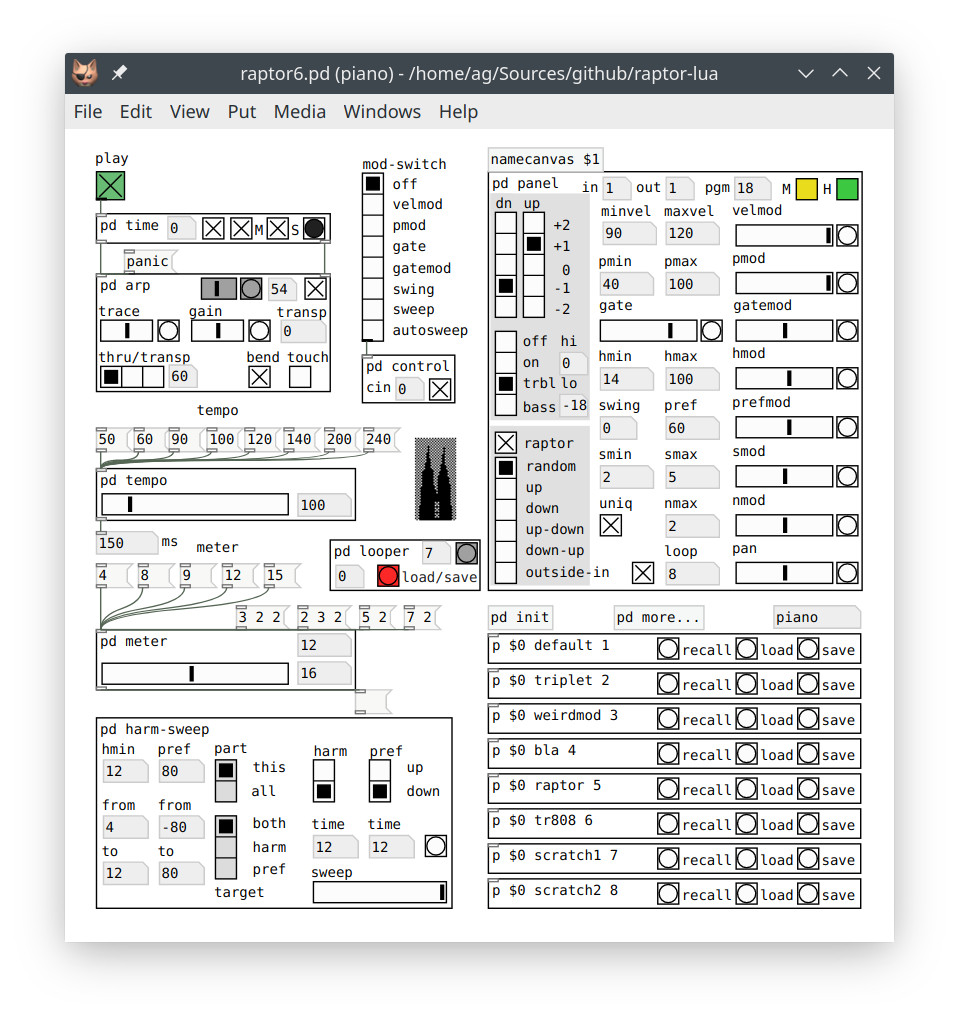 raptor6.pd (piano) - /home/ag/Sources/github/raptor-lua
File Edit View Put Media Windows Help
play
pd time 0 M S
panic
pd arp 54
trace gain transp
0
thru/transp bend touch
60
mod-switch
off
velmod
pmod
gate
gatemod
swing
sweep
autosweep
pd control
cin 0
tempo
50 60 90 100 120 140 200 240
pd tempo
100
150 ms
meter
4 8 9 12 15
pd looper 7
0 load/save
3 2 2 2 3 2 5 2 7 2
pd meter 12
16
pd harm-sweep
hmin pref part harm pref
12 80 this up
all down
from from
4 -80 both time time
to to harm 12 12
12 80 pref sweep
target
namecanvas $1
pd panel in 1 out 1 pgm 18 M H
dn up minvel maxvel velmod
+2 90 120
+1
0 pmin pmax pmod
-1 40 100
-2 gate gatemod
off hi
on 0 hmin hmax hmod
trbl lo 14 100
bass -18 swing pref prefmod
0 60
raptor
random smin smax smod
up 2 5
down uniq nmax nmod
up-down 2
down-up loop pan
outside-in 8
pd init pd more... piano
p $0 default 1 recall load save
p $0 triplet 2 recall load save
p $0 weirdmod 3 recall load save
p $0 bla 4 recall load save
p $0 raptor 5 recall load save
p $0 tr808 6 recall load save
p $0 scratch1 7 recall load save
p $0 scratch2 8 recall load save